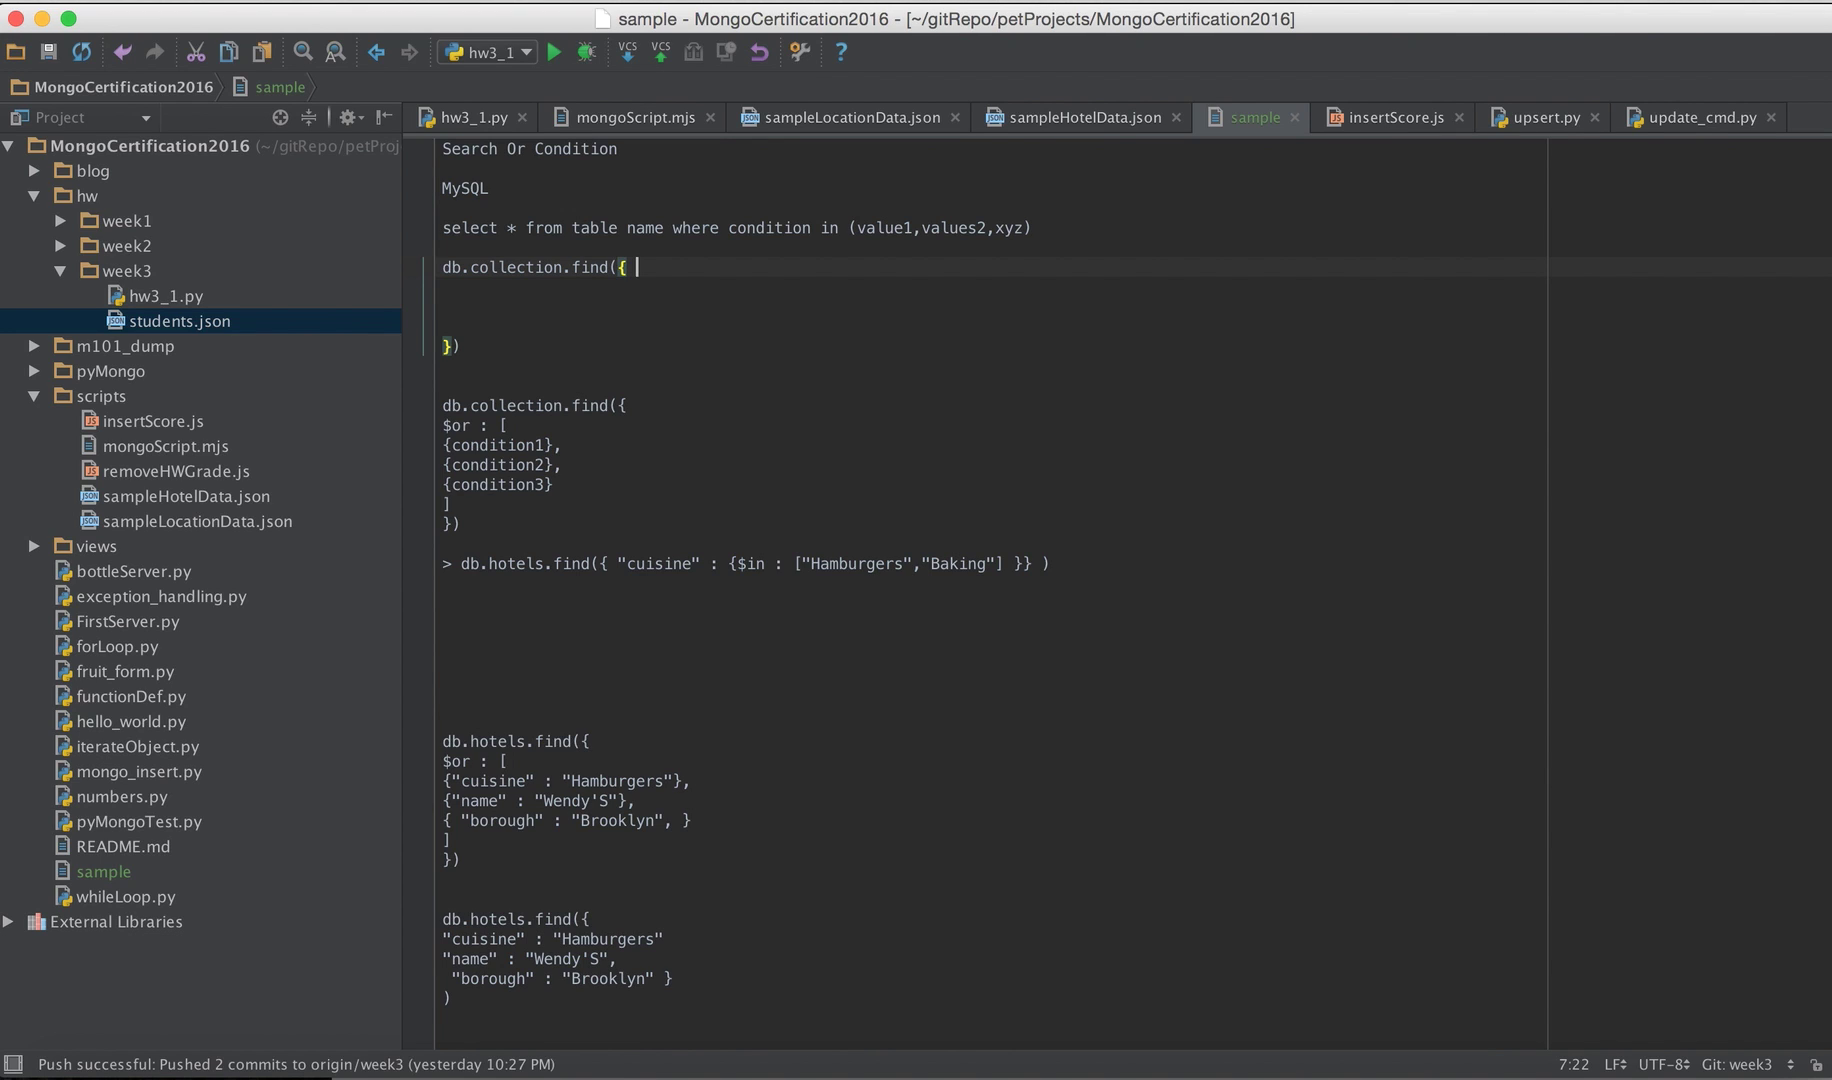 sample - MongoCertification2016 - [~/gitRepo/petProjects/MongoCertification2016]
hw3_1
VCS
VCS
?
MongoCertification2016
sample
Project
hw3_1.py
mongoScript.mjs
sampleLocationData.json
sampleHotelData.json
sample
insertScore.js
upsert.py
update_cmd.py
MongoCertification2016 (~/gitRepo/petProj
blog
hw
week1
week2
week3
hw3_1.py
students.json
m101_dump
pyMongo
scripts
insertScore.js
mongoScript.mjs
removeHWGrade.js
sampleHotelData.json
sampleLocationData.json
views
bottleServer.py
exception_handling.py
FirstServer.py
forLoop.py
fruit_form.py
functionDef.py
hello_world.py
iterateObject.py
mongo_insert.py
numbers.py
pyMongoTest.py
README.md
sample
whileLoop.py
External Libraries
Search Or Condition
MySQL
select * from table name where condition in (value1,values2,xyz)
db.collection.find({
})
db.collection.find({
$or : [
{condition1},
{condition2},
{condition3}
]
})
> db.hotels.find({ "cuisine" : {$in : ["Hamburgers","Baking"] }} )
db.hotels.find({
$or : [
{"cuisine" : "Hamburgers"},
{"name" : "Wendy'S"},
{ "borough" : "Brooklyn", }
]
})
db.hotels.find({
"cuisine" : "Hamburgers"
"name" : "Wendy'S",
"borough" : "Brooklyn" }
)
Push successful: Pushed 2 commits to origin/week3 (yesterday 10:27 PM)
7:22 LF UTF-8 Git: week3